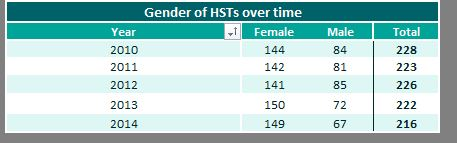 Gender of HSTs over time
Year Female Male Total
2010 144 84 228
2011 142 81 223
2012 141 85 226
2013 150 72 222
2014 149 67 216